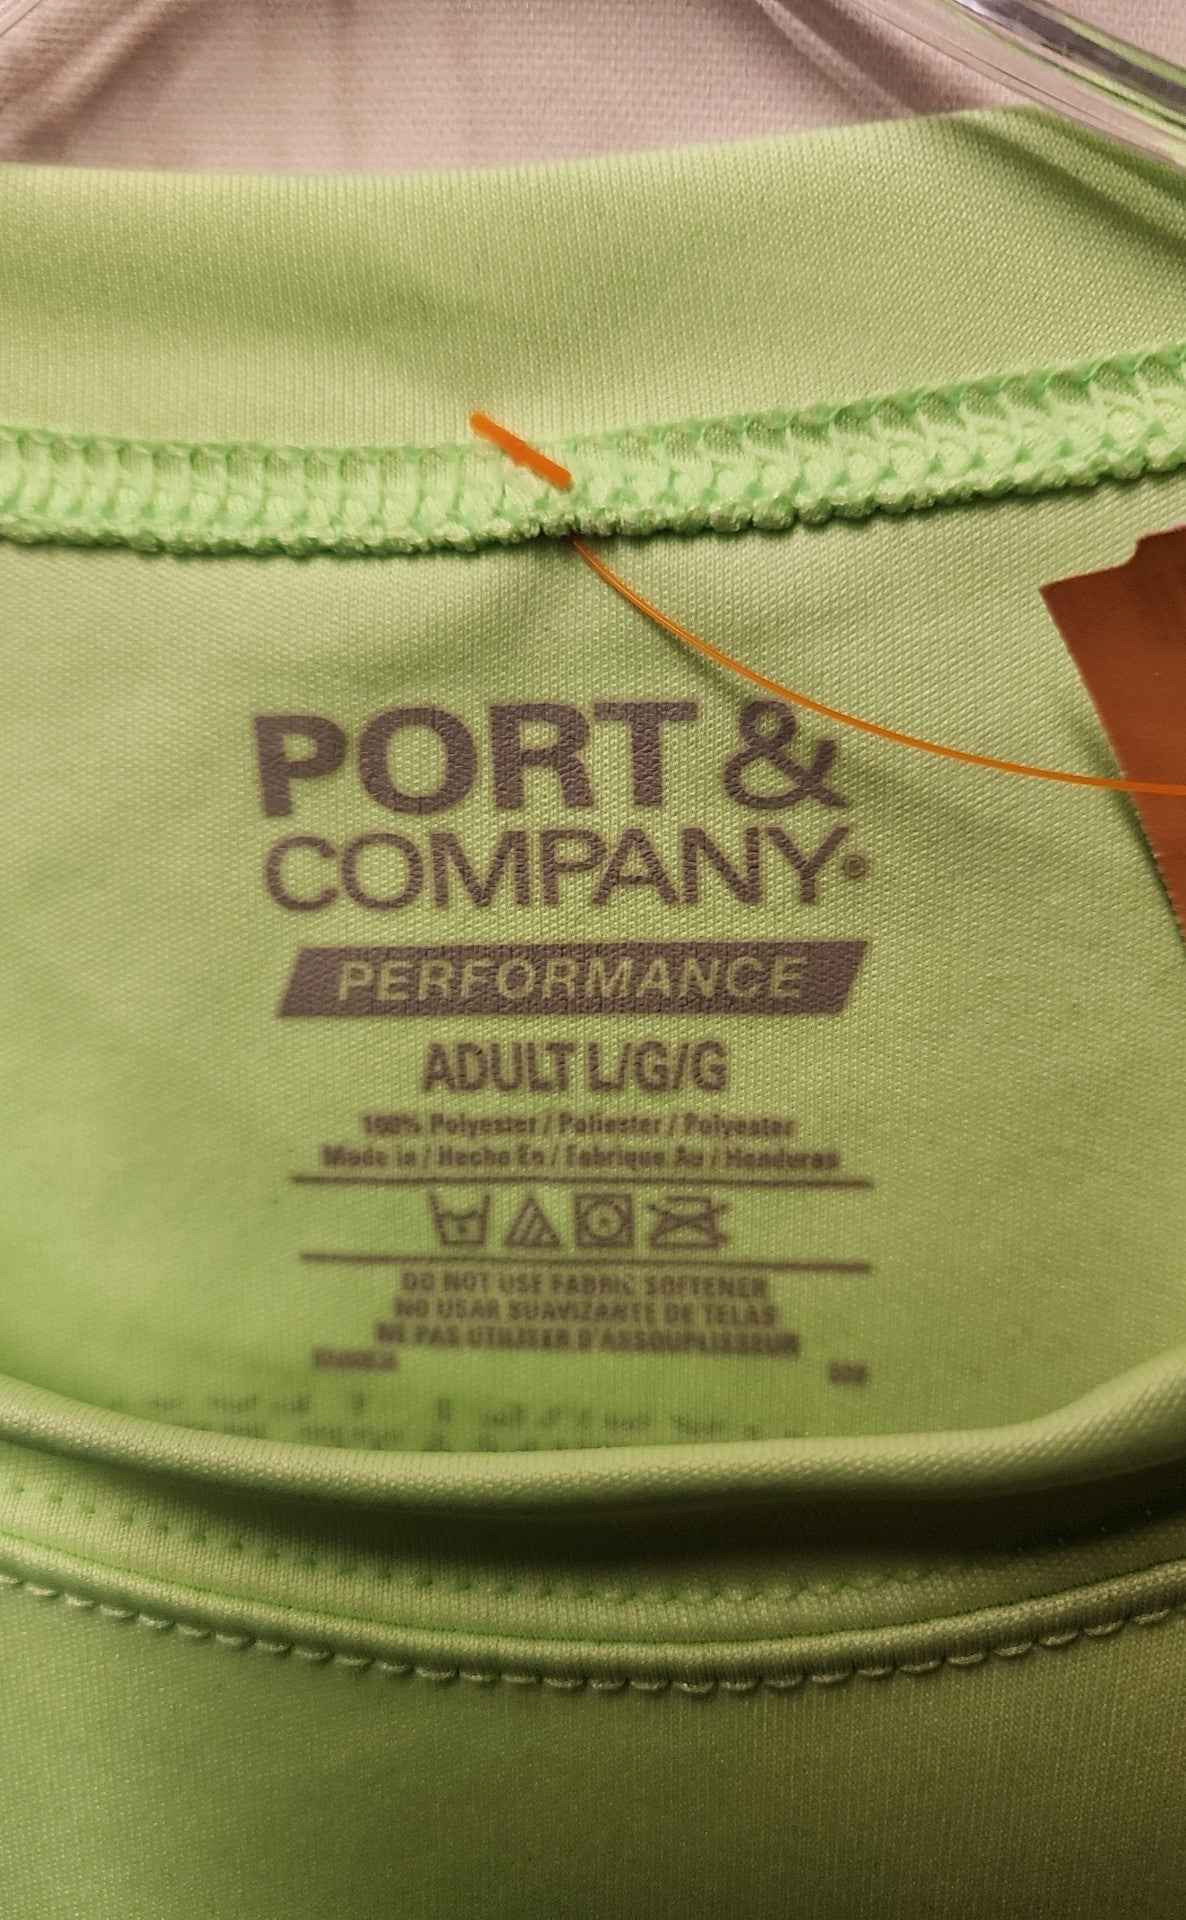 PORT &
COMPANY®
PERFORMANCE
ADULT L/G/G
100% Polyester / Poliester / Polyester
Made in / Hecho En / Fabrique Au / Honduras
DO NOT USE FABRIC SOFTENER
NO USAR SUAVIZANTE DE TELAS
NE PAS UTILISER D'ASSOUPLISSEUR